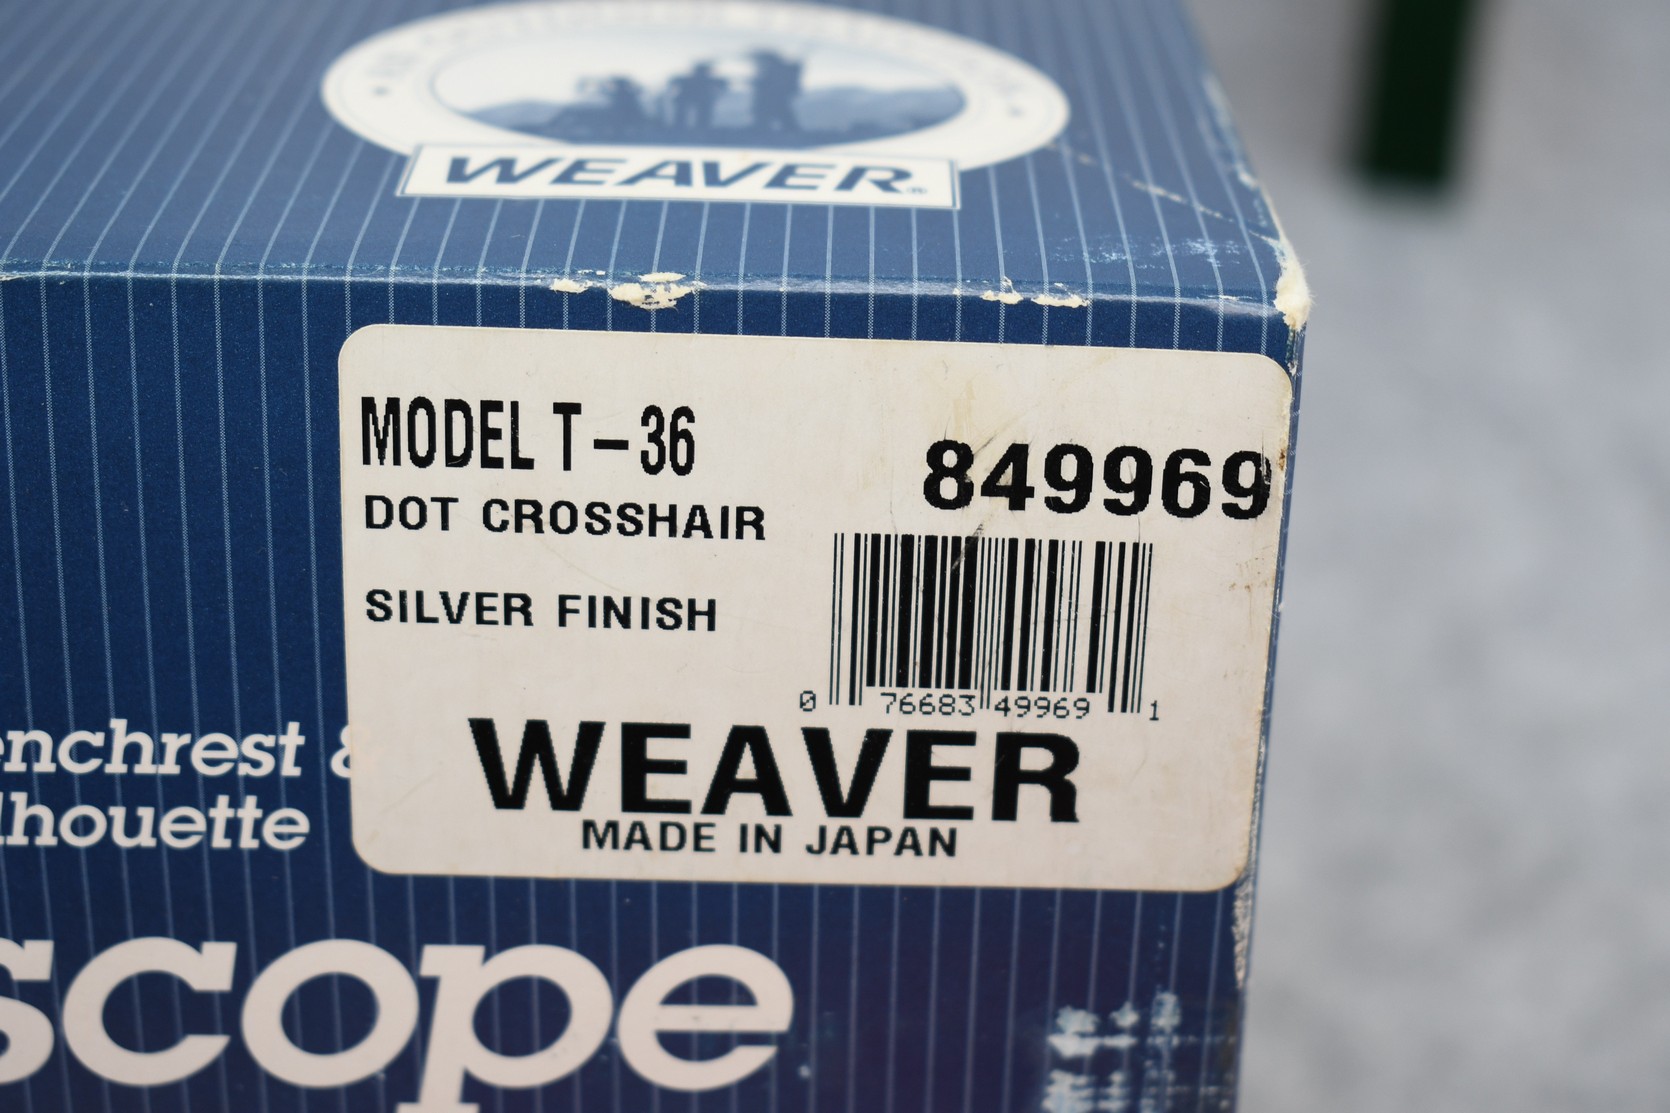 WEAVER®
MODEL T-36
849969
DOT CROSSHAIR
SILVER FINISH
0 76683 49969 1
WEAVER
MADE IN JAPAN
enchrest &
lhouette
scope